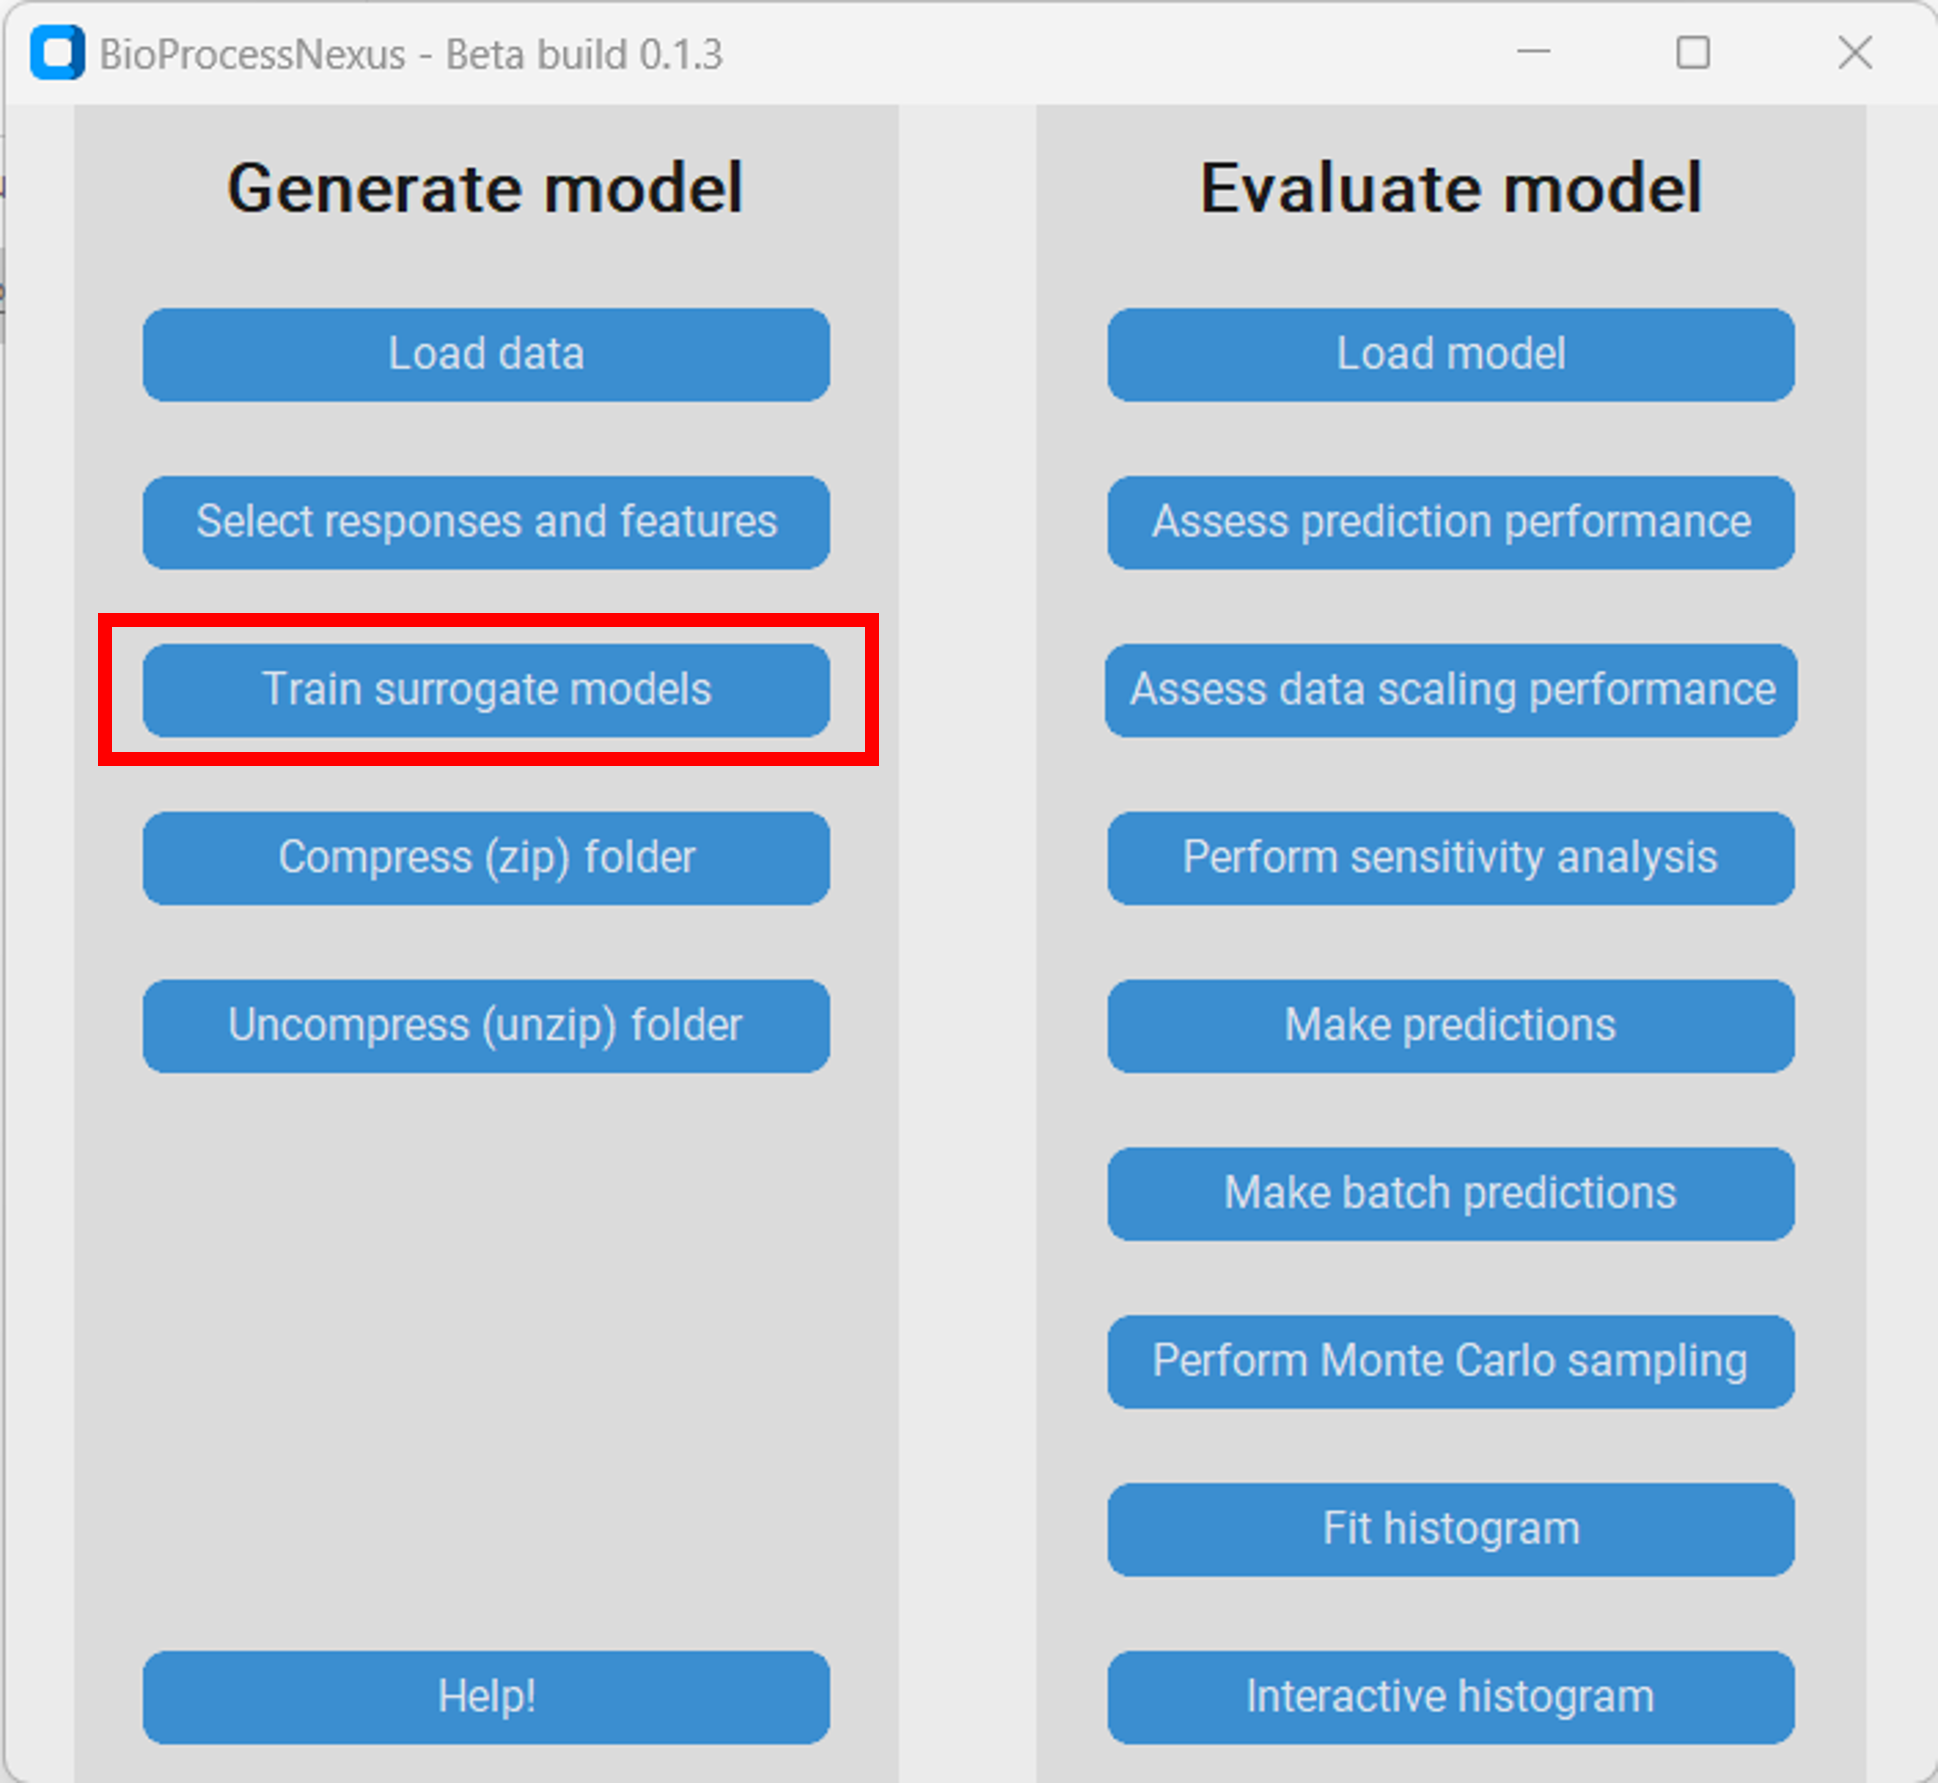 BioProcessNexus - Beta build 0.1.3
Generate model
Load data
Select responses and features
Train surrogate models
Compress (zip) folder
Uncompress (unzip) folder
Help!
Evaluate model
Load model
Assess prediction performance
Assess data scaling performance
Perform sensitivity analysis
Make predictions
Make batch predictions
Perform Monte Carlo sampling
Fit histogram
Interactive histogram